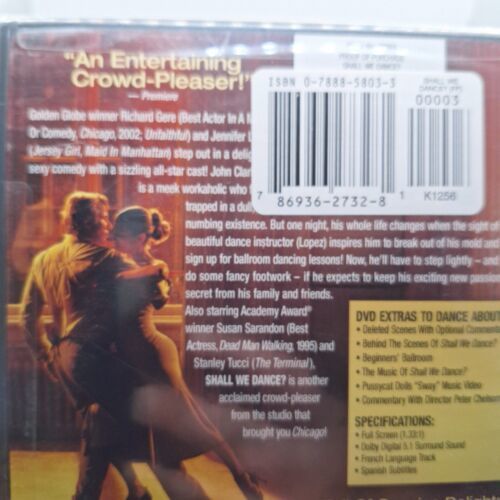 "An Entertaining
Crowd-Pleaser!"
— Premiere
PROOF OF PURCHASE
SHALL WE DANCE?
ISBN 0-7888-5803-3
SHALL WE
DANCE? (FF)
00003
7 86936-2732-8 1
K1256
Golden Globe winner Richard Gere (Best Actor In A
Or Comedy, Chicago, 2002; Unfaithful) and Jennifer
(Jersey Girl, Maid In Manhattan) step out in a
sexy comedy with a sizzling all-star cast! John
is a meek workaholic who
trapped in a dull,
numbing existence. But one night, his whole life changes when the sight of
beautiful dance instructor (Lopez) inspires him to break out of his mold and
sign up for ballroom dancing lessons! Now, he'll have to step lightly – and
do some fancy footwork – if he expects to keep his exciting new passion
secret from his family and friends.
Also starring Academy Award®
winner Susan Sarandon (Best
Actress, Dead Man Walking, 1995) and
Stanley Tucci (The Terminal),
SHALL WE DANCE? is another
acclaimed crowd-pleaser
from the studio that
brought you Chicago!
DVD EXTRAS TO DANCE ABOUT
• Deleted Scenes With Optional
• Behind The Scenes Of Shall We Dance?
• Beginners' Ballroom
• The Music Of Shall We Dance?
• Pussycat Dolls "Sway" Music Video
• Commentary With Director Peter
SPECIFICATIONS:
• Full Screen (1.33:1)
• Dolby Digital 5.1 Surround Sound
• French Language Track
• Spanish Subtitles